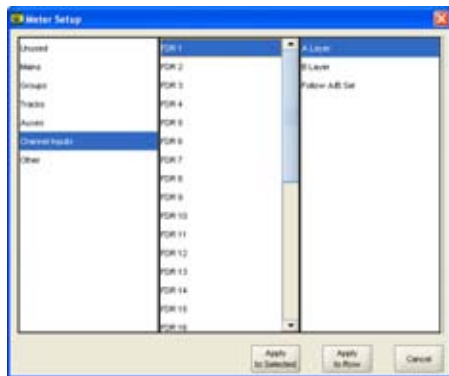 Meter Setup
Unused
Mains
Groups
Tracks
Auxes
Channel Inputs
Other
FDR 1
FDR 2
FDR 3
FDR 4
FDR 5
FDR 6
FDR 7
FDR 8
FDR 9
FDR 10
FDR 11
FDR 12
FDR 13
FDR 14
FDR 15
FDR 16
A Layer
B Layer
Follow A/B Sel
Apply
to Selected
Apply
to Row
Cancel